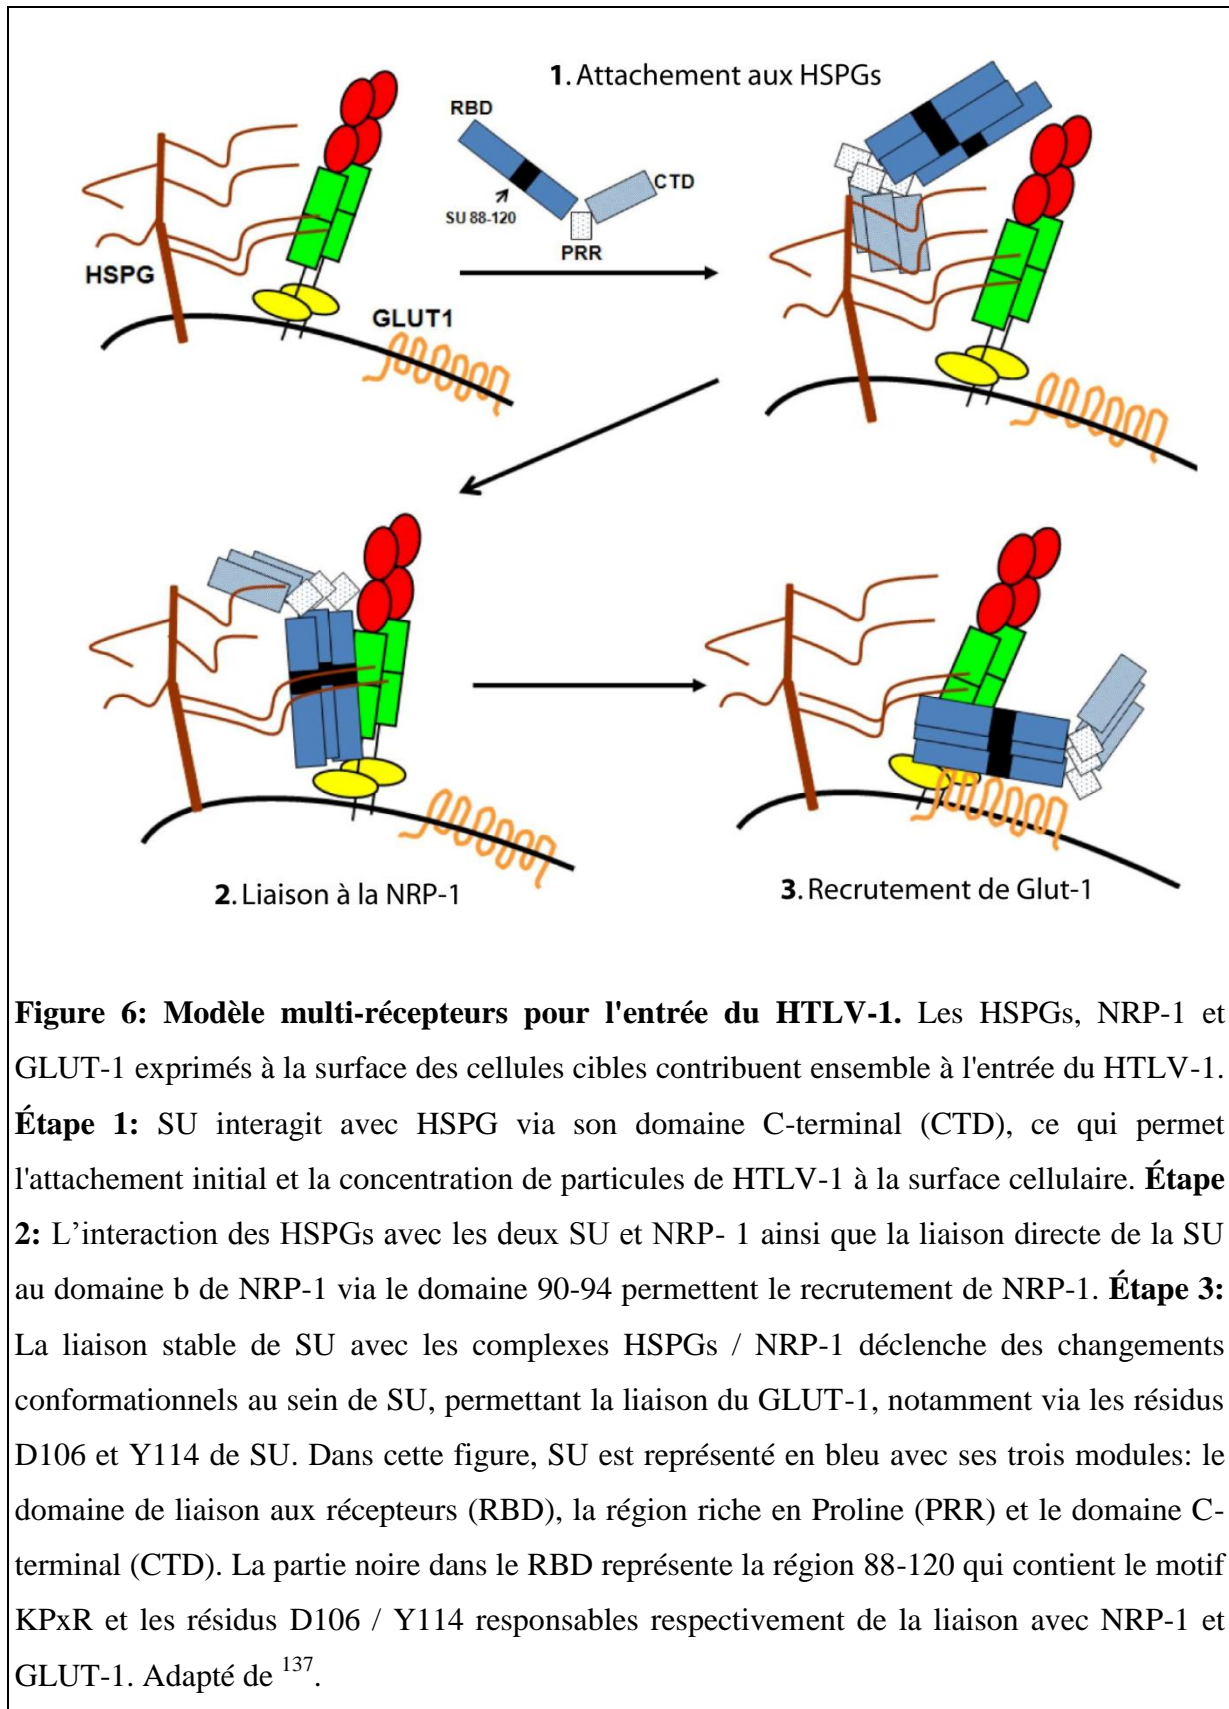 1. Attachement aux HSPGs
RBD
CTD
SU 88-120
PRR
HSPG
GLUT1
2. Liaison à la NRP-1
3. Recrutement de Glut-1
Figure 6: Modèle multi-récepteurs pour l'entrée du HTLV-1. Les HSPGs, NRP-1 et
GLUT-1 exprimés à la surface des cellules cibles contribuent ensemble à l'entrée du HTLV-1.
Étape 1: SU interagit avec HSPG via son domaine C-terminal (CTD), ce qui permet
l'attachement initial et la concentration de particules de HTLV-1 à la surface cellulaire. Étape
2: L’interaction des HSPGs avec les deux SU et NRP- 1 ainsi que la liaison directe de la SU
au domaine b de NRP-1 via le domaine 90-94 permettent le recrutement de NRP-1. Étape 3:
La liaison stable de SU avec les complexes HSPGs / NRP-1 déclenche des changements
conformationnels au sein de SU, permettant la liaison du GLUT-1, notamment via les résidus
D106 et Y114 de SU. Dans cette figure, SU est représenté en bleu avec ses trois modules: le
domaine de liaison aux récepteurs (RBD), la région riche en Proline (PRR) et le domaine C-
terminal (CTD). La partie noire dans le RBD représente la région 88-120 qui contient le motif
KPxR et les résidus D106 / Y114 responsables respectivement de la liaison avec NRP-1 et
GLUT-1. Adapté de 137.